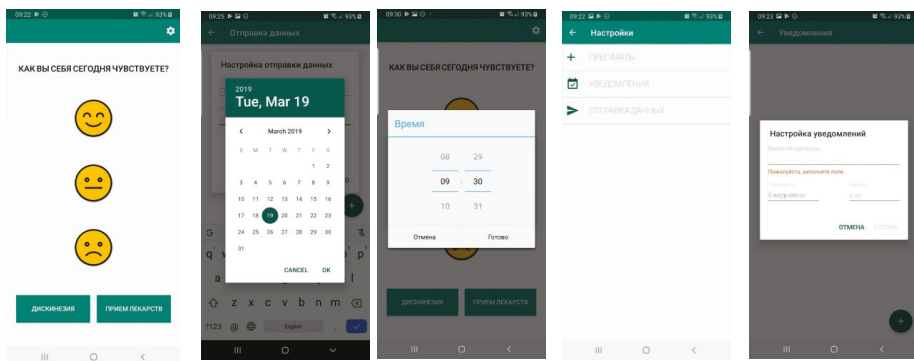 09:22
93%
КАК ВЫ СЕБЯ СЕГОДНЯ ЧУВСТВУЕТЕ?
ДИСКИНЕЗИЯ
ПРИЕМ ЛЕКАРСТВ
09:25
93%
Отправка данных
Настройка отправки данных
2019
Tue, Mar 19
March 2019
S M T W T F S
1 2
3 4 5 6 7 8 9
10 11 12 13 14 15 16
17 18 19 20 21 22 23
24 25 26 27 28 29 30
31
CANCEL OK
G
q p
a l
z x c v b n m
?123 @ English .
09:30
93%
КАК ВЫ СЕБЯ СЕГОДНЯ ЧУВСТВУЕТЕ?
Время
08 29
09 : 30
10 31
Отмена Готово
ДИСКИНЕЗИЯ
ПРИЕМ ЛЕКАРСТВ
09:22
93%
Настройки
ПРЕПАРАТЫ
УВЕДОМЛЕНИЯ
ОТПРАВКА ДАННЫХ
09:23
93%
Уведомления
Настройка уведомлений
Выберите препараты
Пожалуйста, заполните поле
Ежедневно
ОТМЕНА ГОТОВО